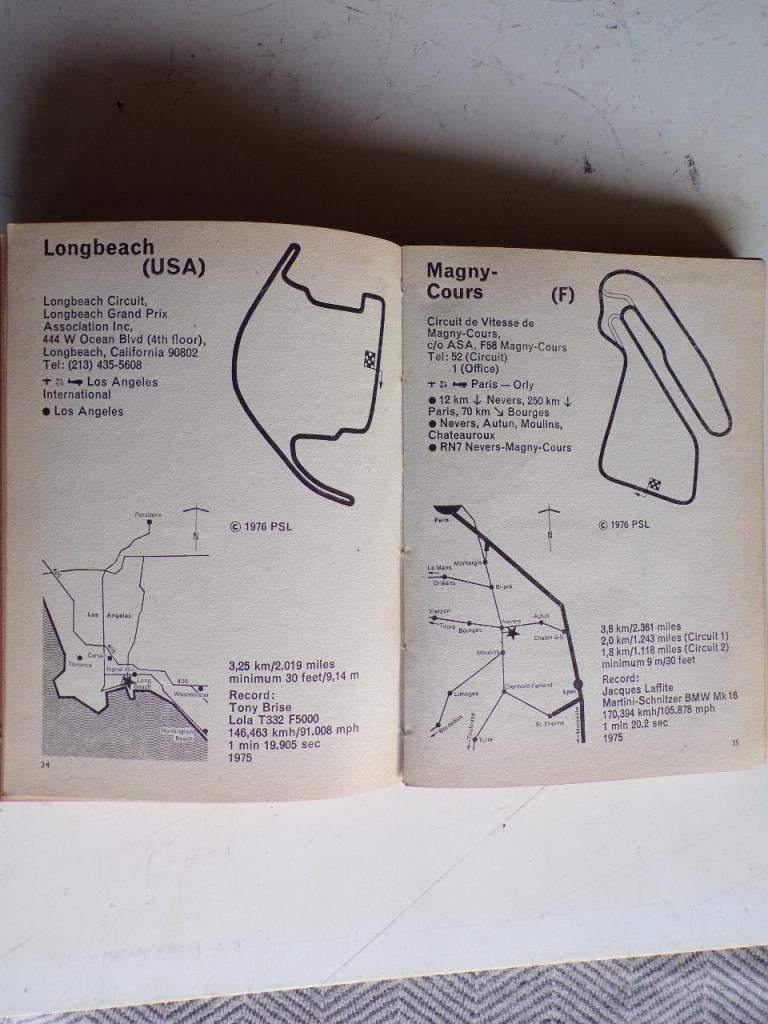 Longbeach
(USA)
Longbeach Circuit,
Longbeach Grand Prix
Association Inc,
444 W Ocean Blvd (4th floor),
Longbeach, California 90802
Tel: (213) 435-5608
Los Angeles
International
● Los Angeles
© 1976 PSL
Pasadena
N
Los Angeles
Torrance
Carson
Signal H.
Long
Beach
405
Westminster
Huntington
Beach
3,25 km/2.019 miles
minimum 30 feet/9,14 m
Record:
Tony Brise
Lola T332 F5000
146,463 kmh/91.008 mph
1 min 19.905 sec
1975
34
Magny-
Cours (F)
Circuit de Vitesse de
Magny-Cours,
c/o ASA, F58 Magny-Cours
Tel: 52 (Circuit)
1 (Office)
Paris — Orly
● 12 km ↓ Nevers, 250 km ↓
Paris, 70 km ↘ Bourges
● Nevers, Autun, Moulins,
Chateauroux
● RN7 Nevers-Magny-Cours
© 1976 PSL
Paris
N
Montargis
Le Mans
Orléans
Briare
Vierzon
Tours
Bourges
Nevers
Autun
Chalon-S-S
Moulins
Limoges
Clermont-Ferrand
Lyon
Bordeaux
Toulouse
Tulle
St. Etienne
Marseille
3,8 km/2.361 miles
2,0 km/1.243 miles (Circuit 1)
1,8 km/1.118 miles (Circuit 2)
minimum 9 m/30 feet
Record:
Jacques Lafite
Martini-Schnitzer BMW Mk 16
170,394 kmh/105.878 mph
1 min 20.2 sec
1975
35